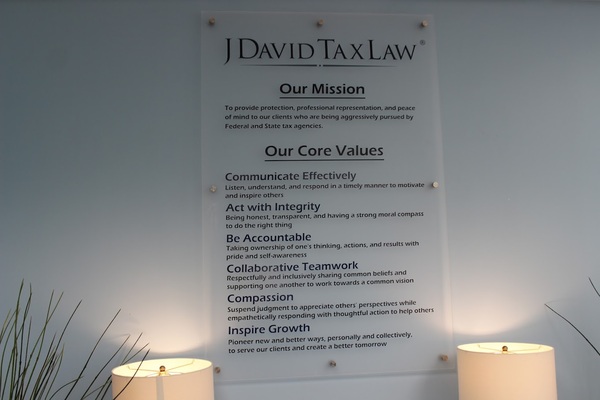 J DAVID TAX LAW®
Our Mission
To provide protection, professional representation, and peace
of mind to our clients who are being aggressively pursued by
Federal and State tax agencies.
Our Core Values
Communicate Effectively
Listen, understand, and respond in a timely manner to motivate
and inspire others
Act with Integrity
Being honest, transparent, and having a strong moral compass
to do the right thing
Be Accountable
Taking ownership of one's thinking, actions, and results with
pride and self-awareness
Collaborative Teamwork
Respectfully and inclusively sharing common beliefs and
supporting one another to work towards a common vision
Compassion
Suspend judgment to appreciate others' perspectives while
empathetically responding with thoughtful action to help others
Inspire Growth
Pioneer new and better ways, personally and collectively,
to serve our clients and create a better tomorrow